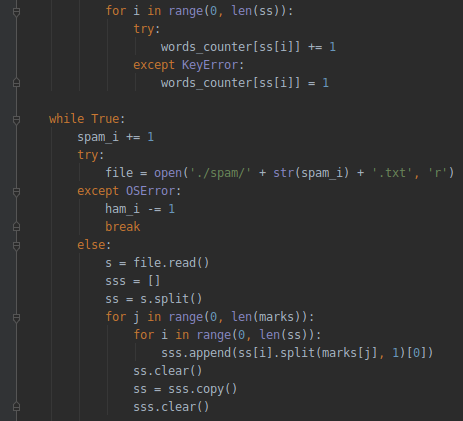 for i in range(0, len(ss)):
try:
words_counter[ss[i]] += 1
except KeyError:
words_counter[ss[i]] = 1
while True:
spam_i += 1
try:
file = open('./spam/' + str(spam_i) + '.txt', 'r')
except OSError:
ham_i -= 1
break
else:
s = file.read()
sss = []
ss = s.split()
for j in range(0, len(marks)):
for i in range(0, len(ss)):
sss.append(ss[i].split(marks[j], 1)[0])
ss.clear()
ss = sss.copy()
sss.clear()